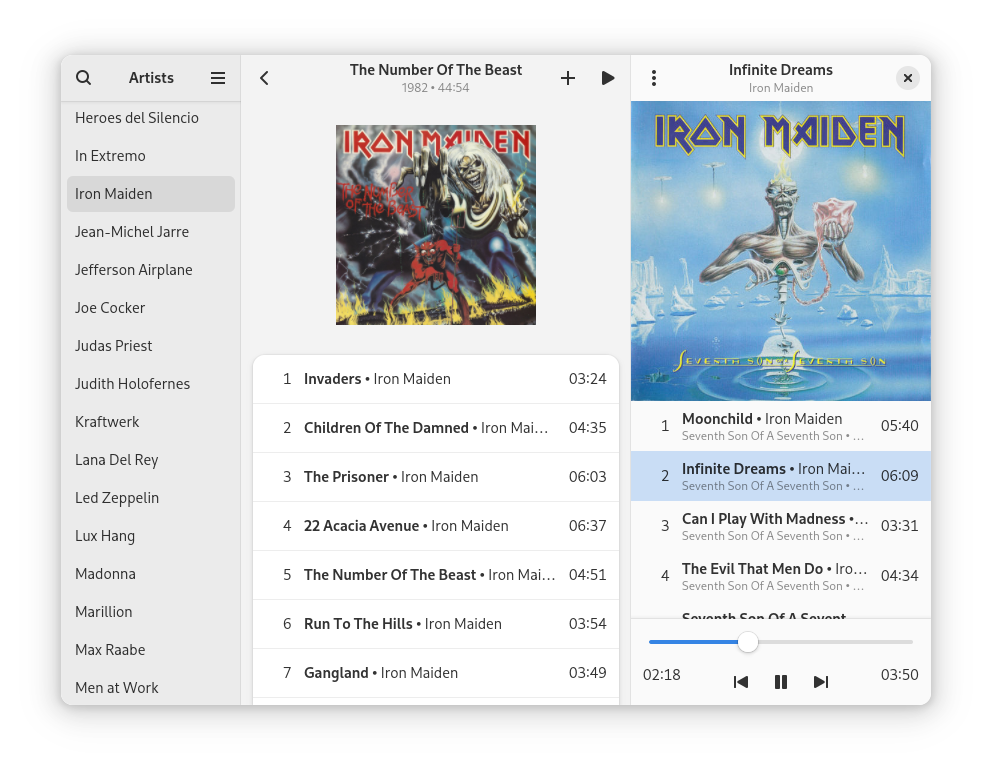 Artists
Heroes del Silencio
In Extremo
Iron Maiden
Jean-Michel Jarre
Jefferson Airplane
Joe Cocker
Judas Priest
Judith Holofernes
Kraftwerk
Lana Del Rey
Led Zeppelin
Lux Hang
Madonna
Marillion
Max Raabe
Men at Work
The Number Of The Beast
1982 • 44:54
IRON MAIDEN
THE NUMBER
OF THE BEAST
1 Invaders • Iron Maiden 03:24
2 Children Of The Damned • Iron Mai… 04:35
3 The Prisoner • Iron Maiden 06:03
4 22 Acacia Avenue • Iron Maiden 06:37
5 The Number Of The Beast • Iron Mai… 04:51
6 Run To The Hills • Iron Maiden 03:54
7 Gangland • Iron Maiden 03:49
Infinite Dreams
Iron Maiden
IRON MAIDEN
SEVENTH SON OF A SEVENTH SON
1 Moonchild • Iron Maiden 05:40
Seventh Son Of A Seventh Son • …
2 Infinite Dreams • Iron Mai… 06:09
Seventh Son Of A Seventh Son • …
3 Can I Play With Madness •… 03:31
Seventh Son Of A Seventh Son • …
4 The Evil That Men Do • Iro… 04:34
Seventh Son Of A Seventh Son • …
Seventh Son Of A Sevent…
02:18 03:50